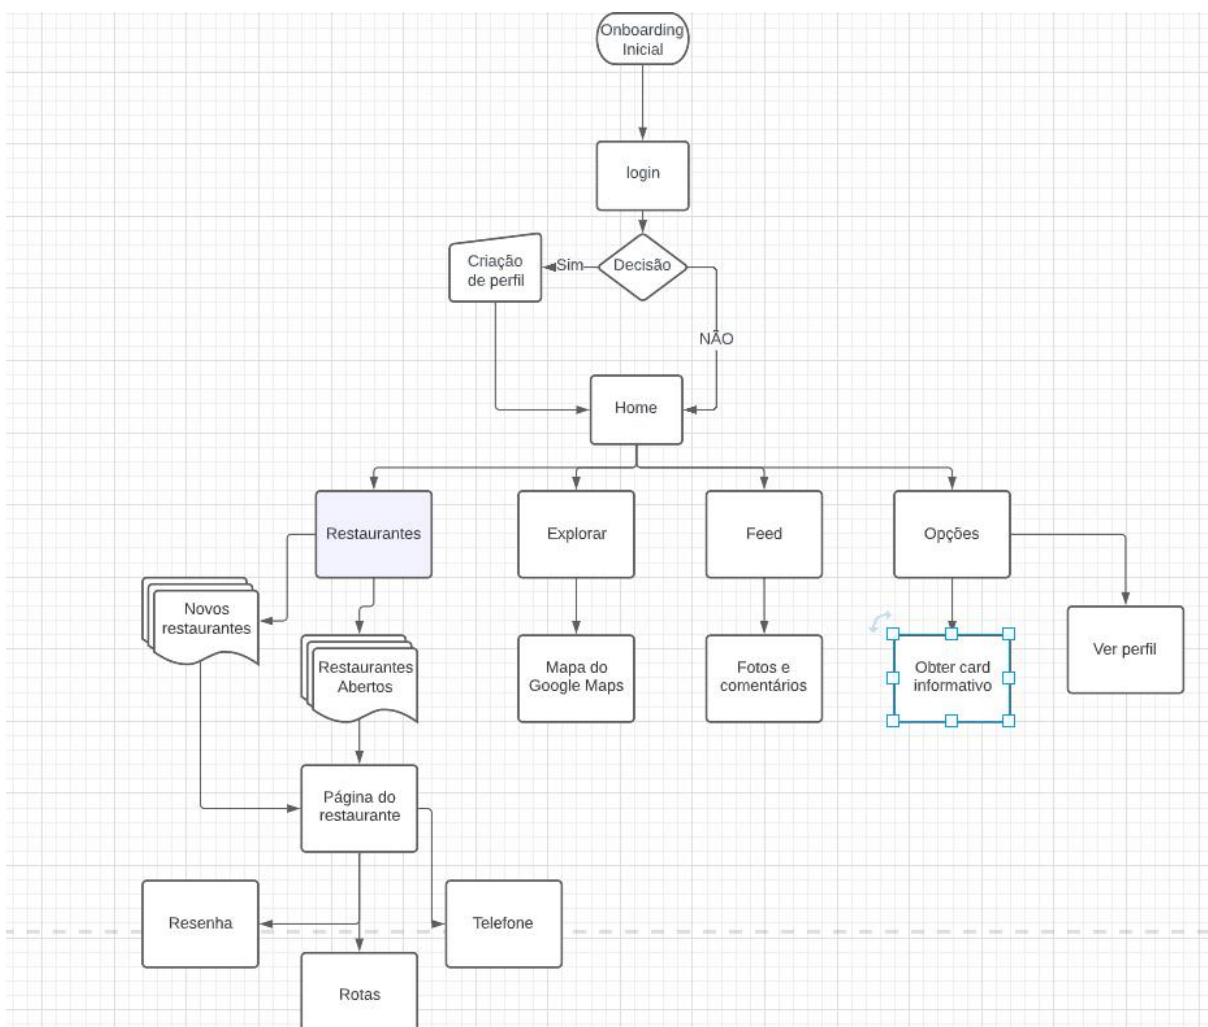 Onboarding
Inicial
login
Criação
de perfil
Sim
Decisão
NÃO
Home
Restaurantes
Explorar
Feed
Opções
Novos
restaurantes
Restaurantes
Abertos
Mapa do
Google Maps
Fotos e
comentários
Obter card
informativo
Ver perfil
Página do
restaurante
Resenha
Telefone
Rotas